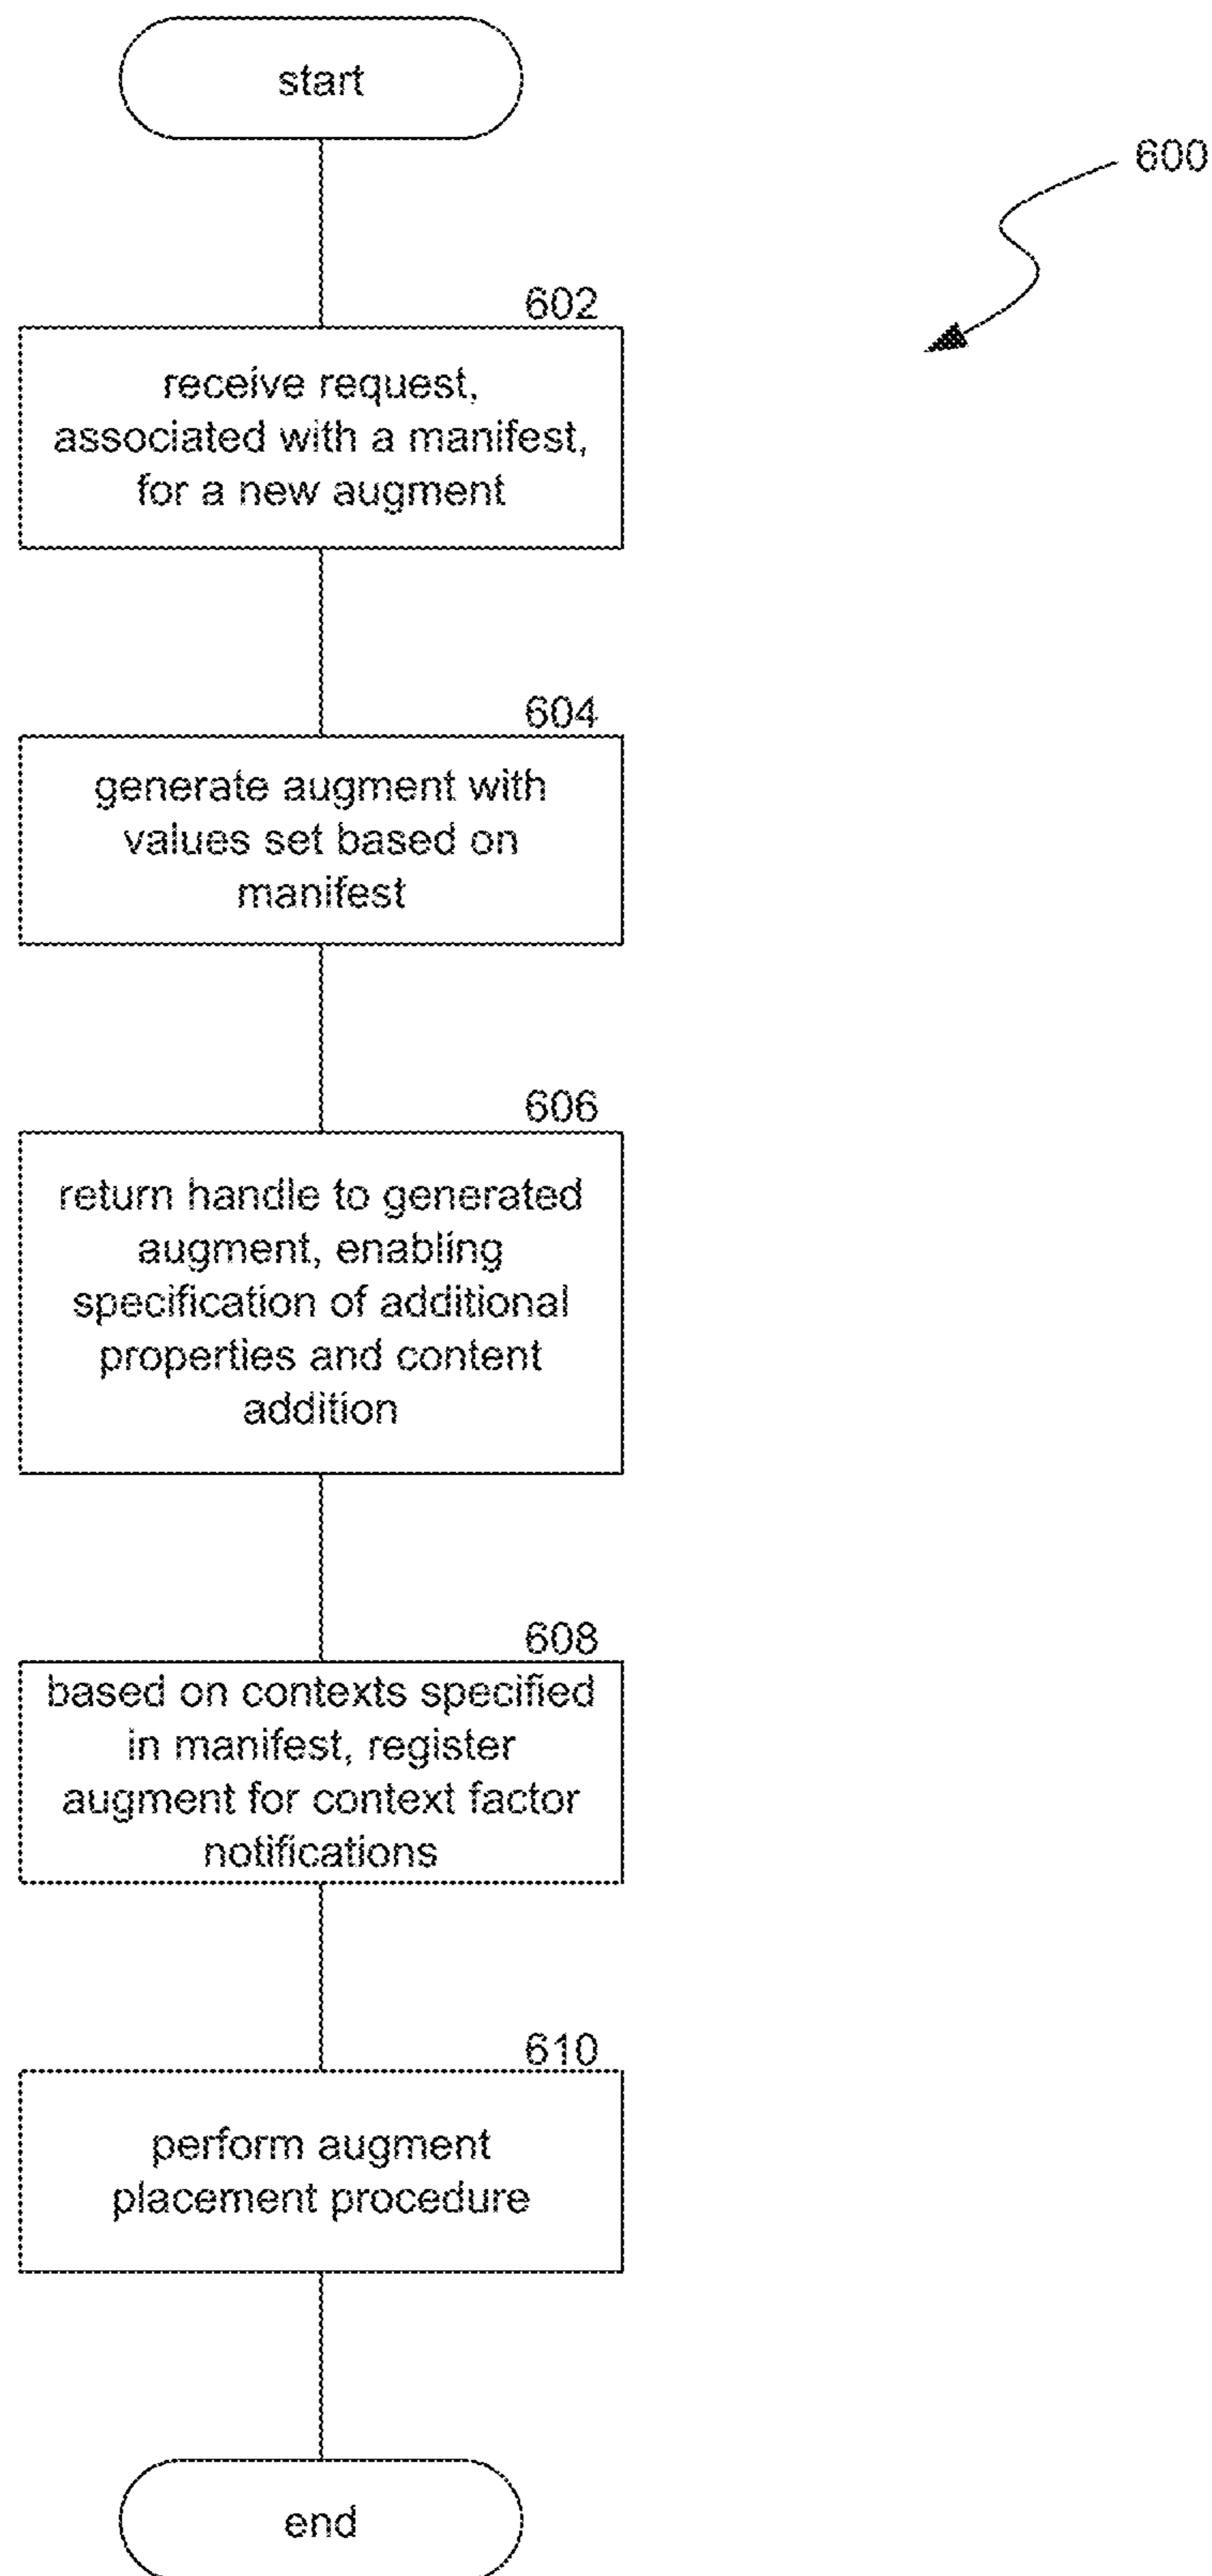 start
600
602
receive request,
associated with a manifest,
for a new augment
604
generate augment with
values set based on
manifest
606
return handle to generated
augment, enabling
specification of additional
properties and content
addition
608
based on contexts specified
in manifest, register
augment for context factor
notifications
610
perform augment
placement procedure
end